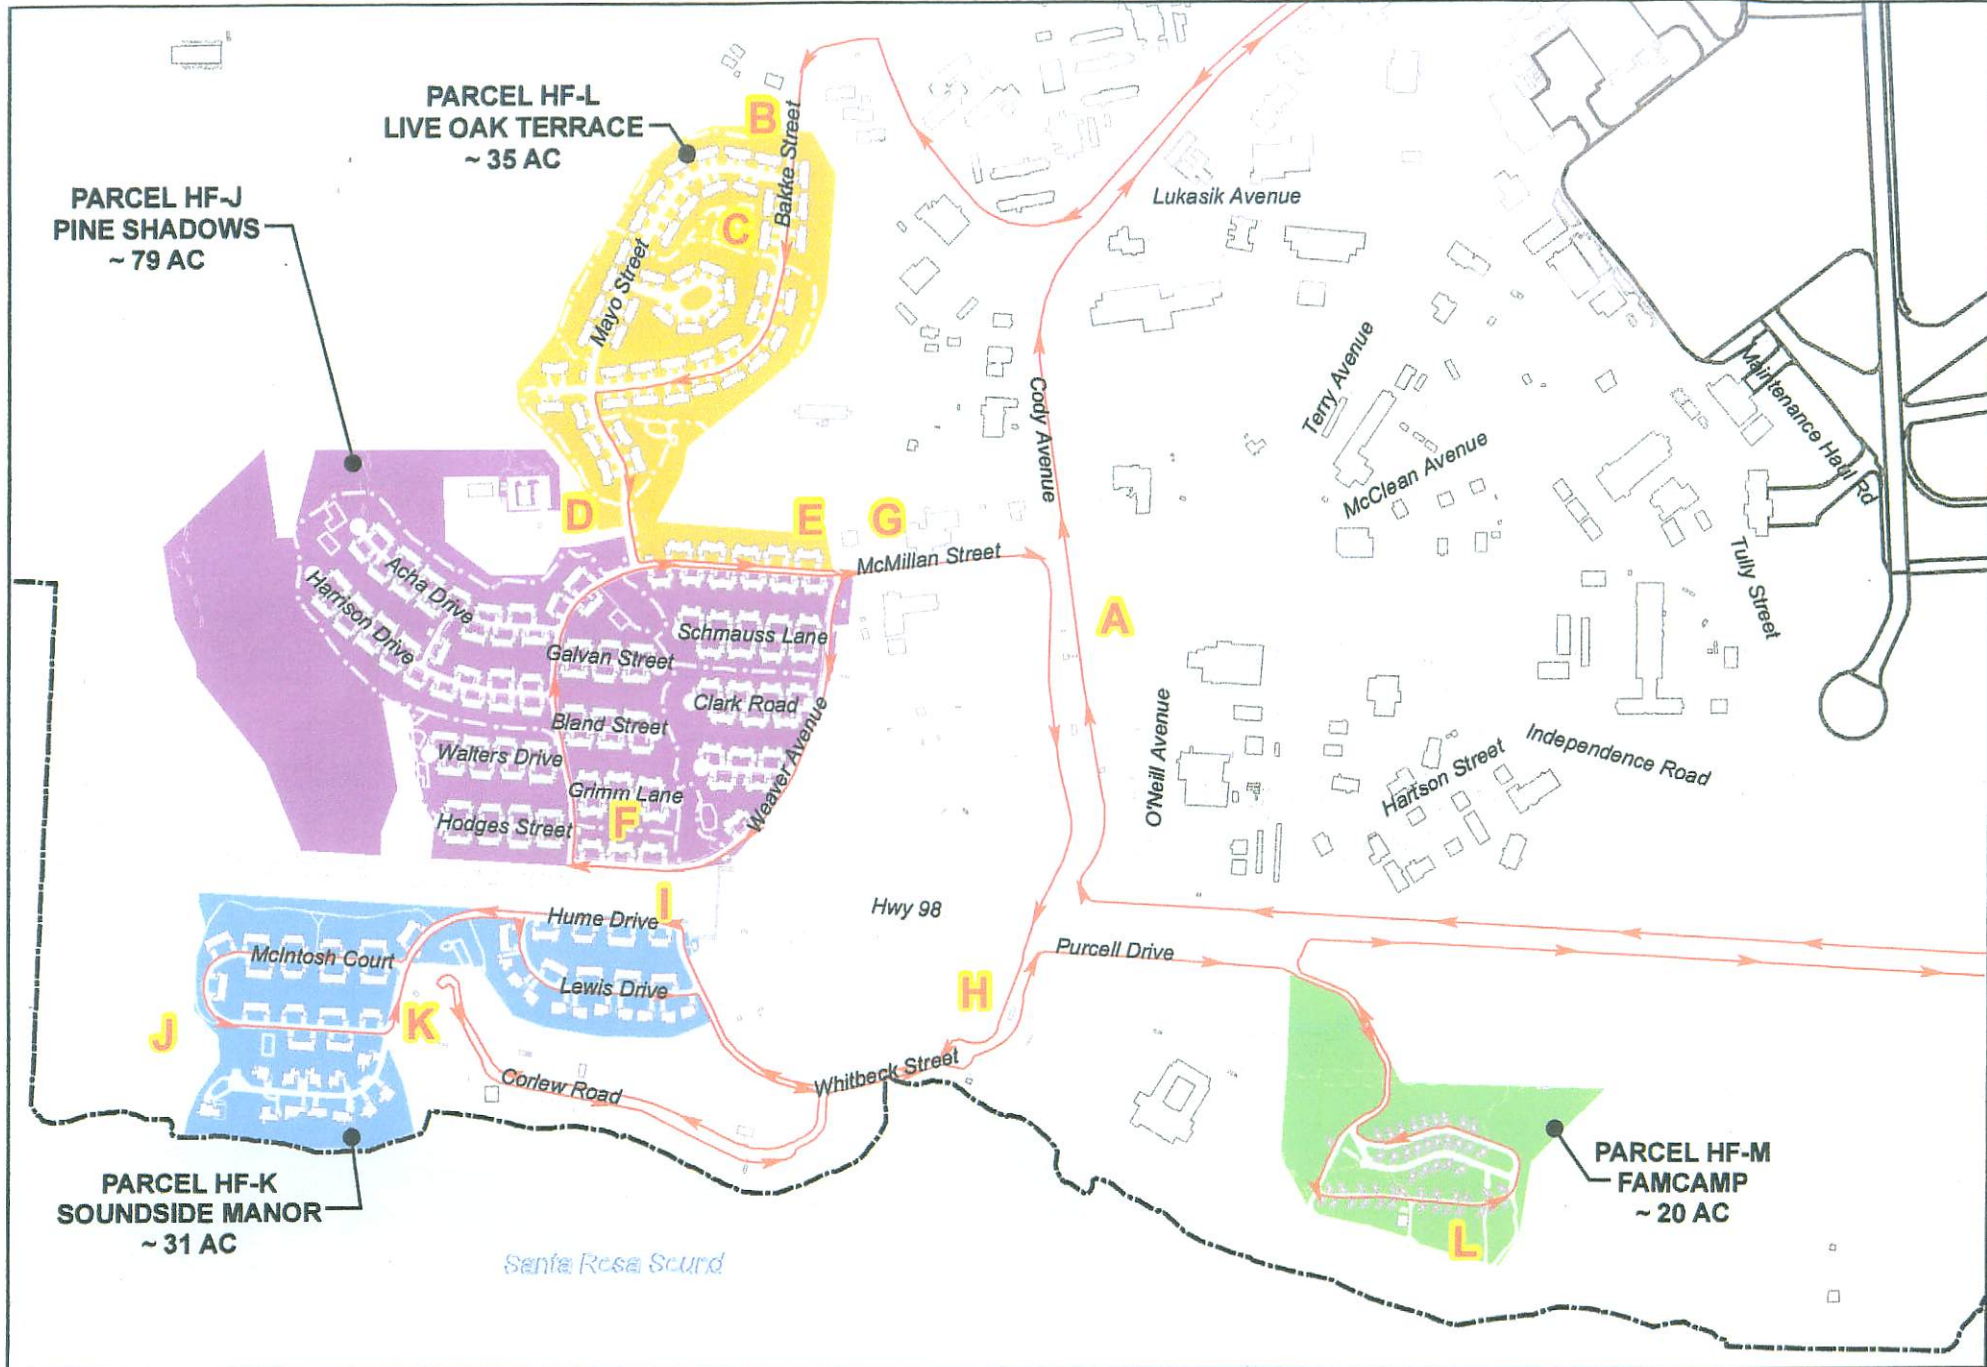 PARCEL HF-L
LIVE OAK TERRACE
~ 35 AC
B
Bakke Street
Lukasik Avenue
PARCEL HF-J
PINE SHADOWS
~ 79 AC
C
Mayo Street
Terry Avenue
Maintenance Haul Rd
Cody Avenue
McClean Avenue
D
E
G
McMillan Street
Tully Street
Acha Drive
Harrison Drive
A
Schmauss Lane
Galvan Street
Clark Road
Bland Street
Walters Drive
Weaver Avenue
O'Neill Avenue
Independence Road
Hartson Street
Grimm Lane
F
Hodges Street
I
Hume Drive
Hwy 98
McIntosh Court
Purcell Drive
Lewis Drive
H
J
K
Whitbeck Street
Corlew Road
PARCEL HF-M
FAMCAMP
~ 20 AC
PARCEL HF-K
SOUNDSIDE MANOR
~ 31 AC
L
Santa Rosa Sound